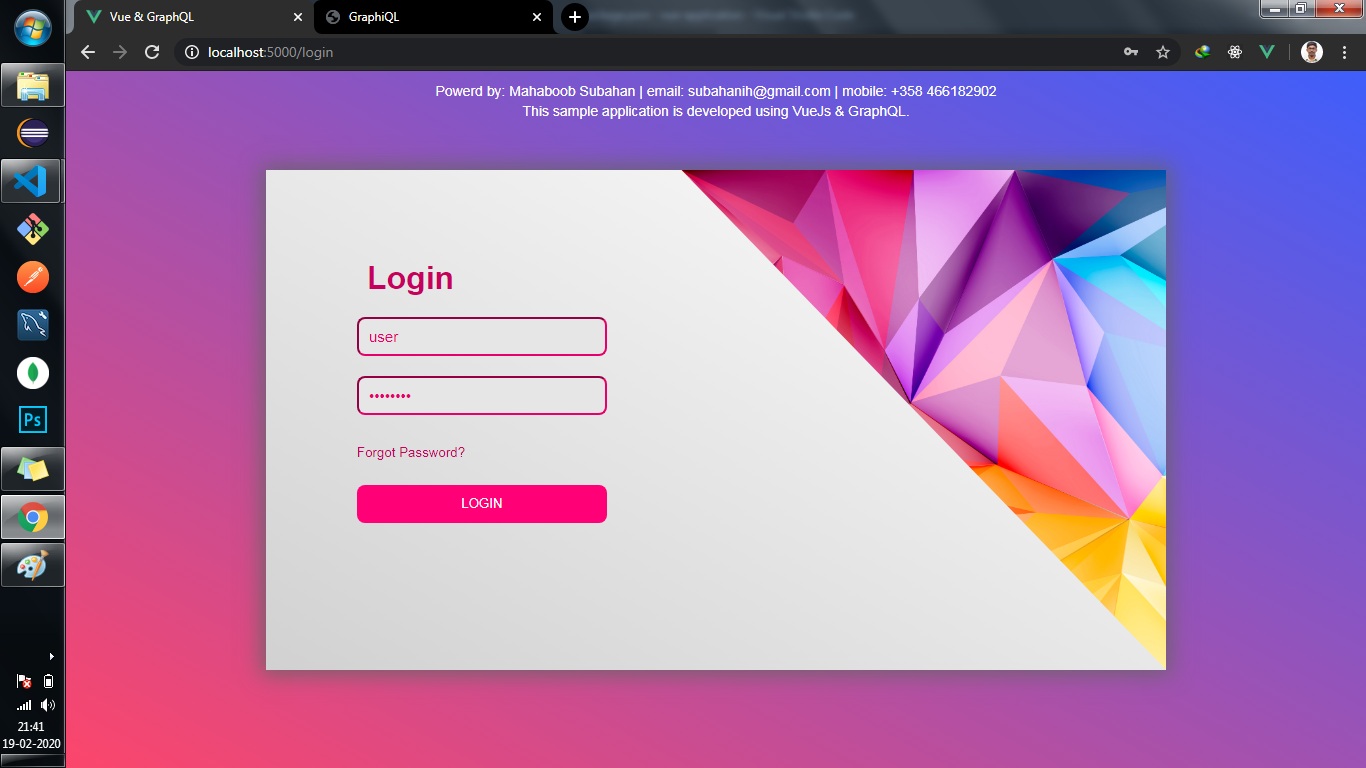 Vue & GraphQL
GraphiQL
localhost:5000/login
Powerd by: Mahaboob Subahan | email: subahanih@gmail.com | mobile: +358 466182902
This sample application is developed using VueJs & GraphQL.
Login
user
••••••••
Forgot Password?
LOGIN
Ps
21:41
19-02-2020